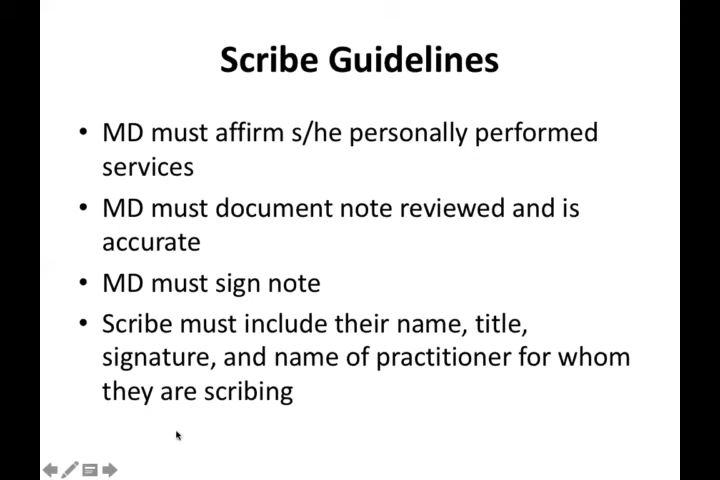 Scribe Guidelines
• MD must affirm s/he personally performed
services
• MD must document note reviewed and is
accurate
• MD must sign note
• Scribe must include their name, title,
signature, and name of practitioner for whom
they are scribing